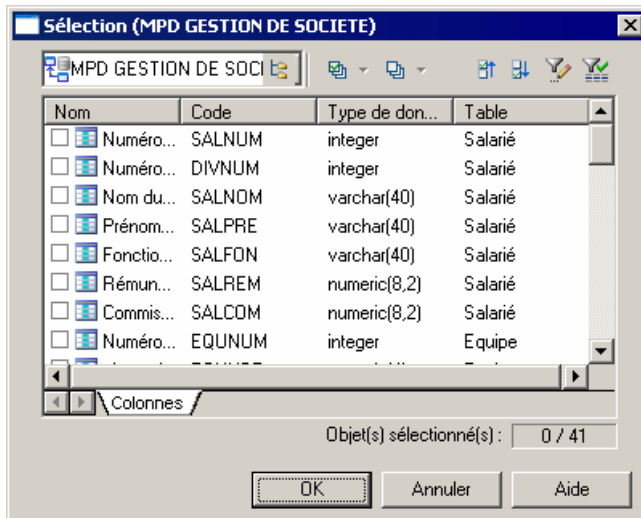 Sélection (MPD GESTION DE SOCIETE)
MPD GESTION DE SOCI
Nom Code Type de don... Table
Numéro... SALNUM integer Salarié
Numéro... DIVNUM integer Salarié
Nom du... SALNOM varchar(40) Salarié
Prénom... SALPRE varchar(40) Salarié
Fonctio... SALFON varchar(40) Salarié
Rémun... SALREM numeric(8,2) Salarié
Commis... SALCOM numeric(8,2) Salarié
Numéro... EQUNUM integer Equipe
Colonnes
Objet(s) sélectionné(s) : 0 / 41
OK Annuler Aide